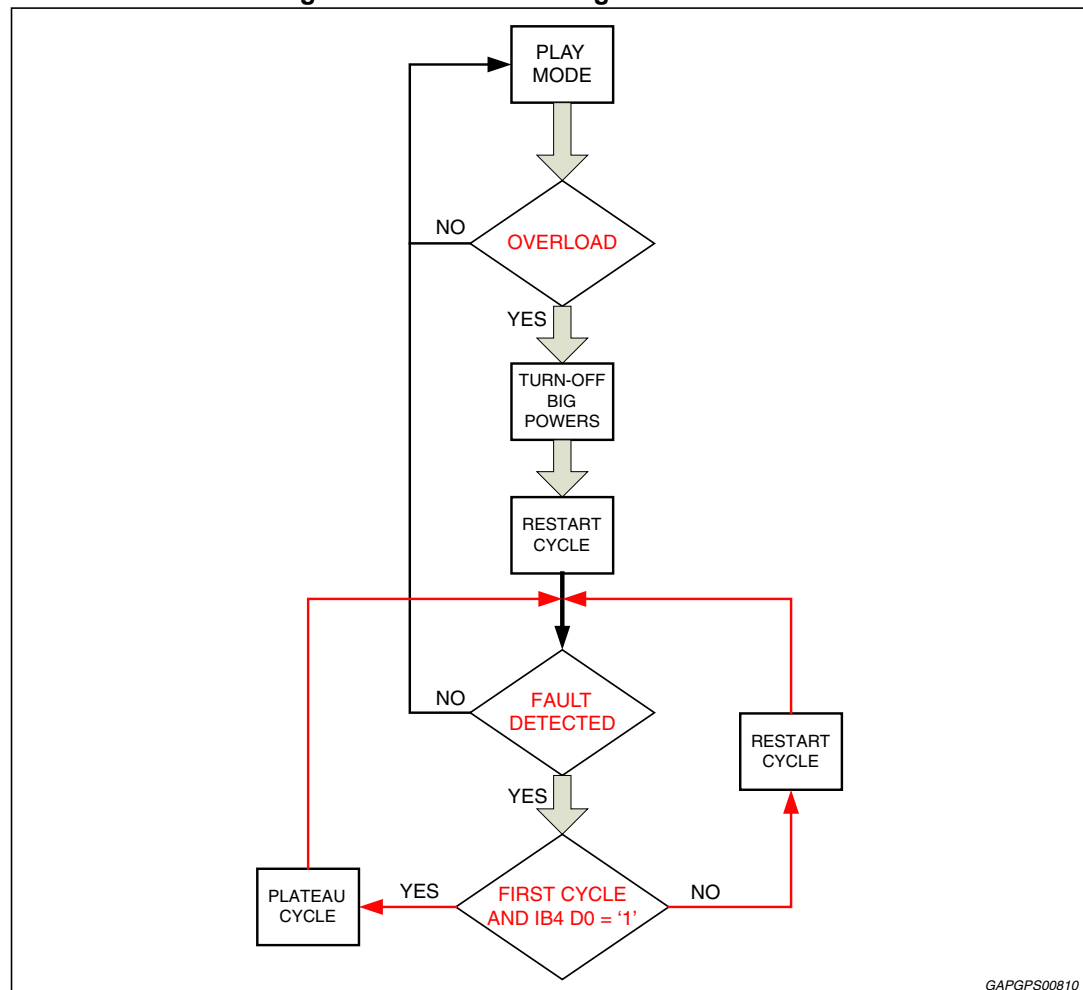 PLAY
MODE
NO
OVERLOAD
YES
TURN-OFF
BIG
POWERS
RESTART
CYCLE
NO
FAULT
DETECTED
RESTART
CYCLE
YES
PLATEAU
CYCLE
YES
FIRST CYCLE
AND IB4 D0 = ‘1’
NO
GAPGPS00810